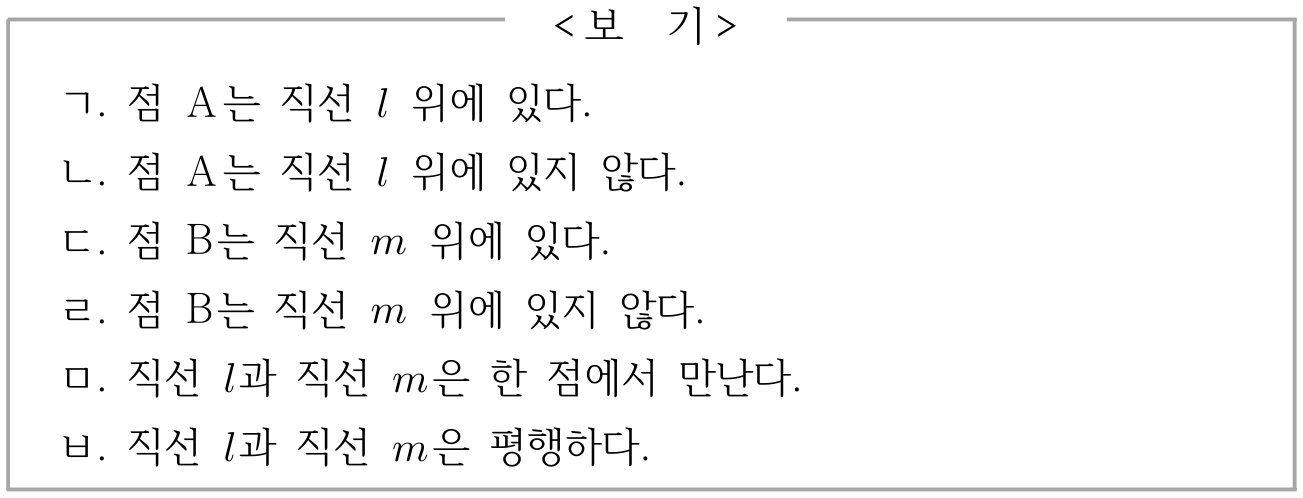 <보 기>
ㄱ. 점 A는 직선 l 위에 있다.
ㄴ. 점 A는 직선 l 위에 있지 않다.
ㄷ. 점 B는 직선 m 위에 있다.
ㄹ. 점 B는 직선 m 위에 있지 않다.
ㅁ. 직선 l과 직선 m은 한 점에서 만난다.
ㅂ. 직선 l과 직선 m은 평행하다.